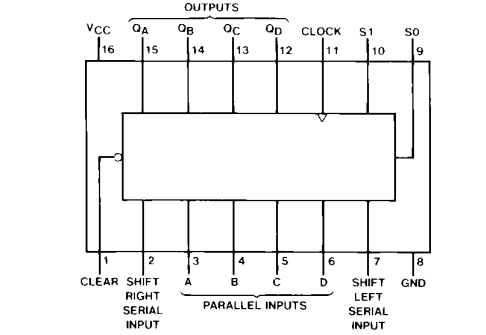 OUTPUTS
VCC QA QB QC QD CLOCK S1 S0
16 15 14 13 12 11 10 9
1 2 3 4 5 6 7 8
CLEAR SHIFT RIGHT SERIAL INPUT A B C D SHIFT LEFT SERIAL INPUT GND
PARALLEL INPUTS